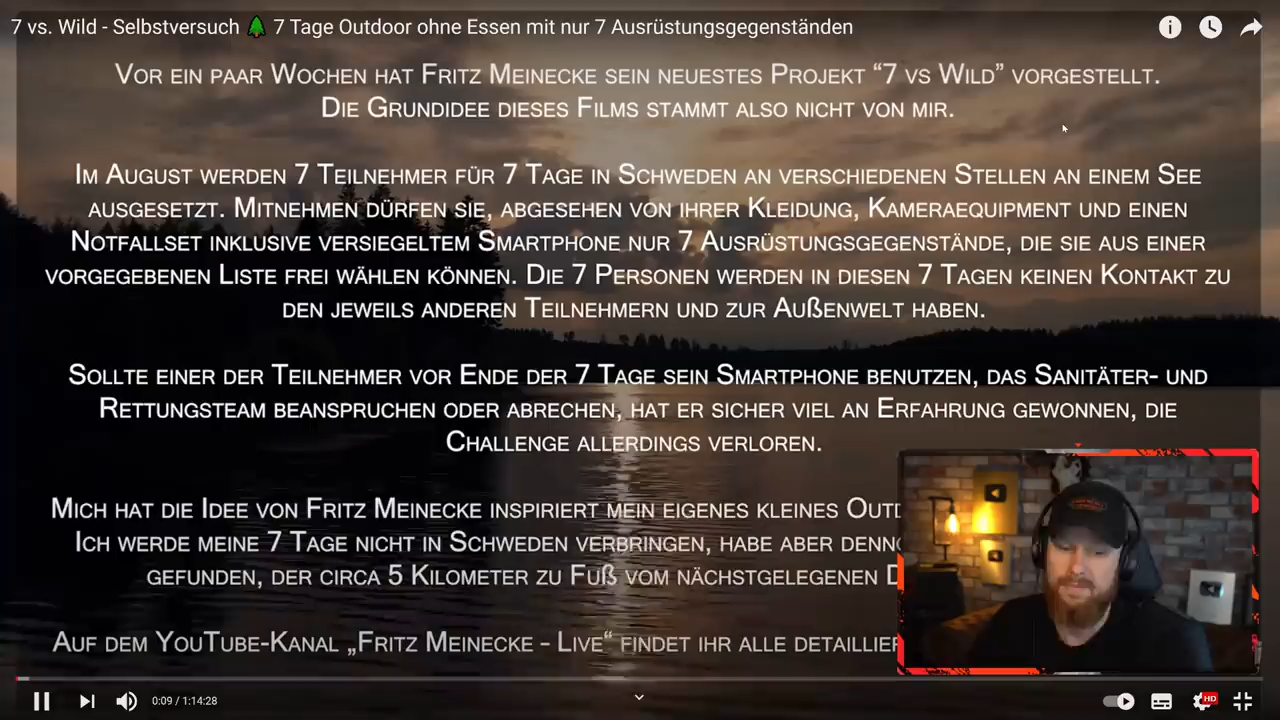 7 vs. Wild - Selbstversuch 🌲 7 Tage Outdoor ohne Essen mit nur 7 Ausrüstungsgegenständen
Vor ein paar Wochen hat Fritz Meinecke sein neuestes Projekt “7 vs Wild” vorgestellt.
Die Grundidee dieses Films stammt also nicht von mir.
Im August werden 7 Teilnehmer für 7 Tage in Schweden an verschiedenen Stellen an einem See
ausgesetzt. Mitnehmen dürfen sie, abgesehen von ihrer Kleidung, Kameraequipment und einen
Notfallset inklusive versiegeltem Smartphone nur 7 Ausrüstungsgegenstände, die sie aus einer
vorgegebenen Liste frei wählen können. Die 7 Personen werden in diesen 7 Tagen keinen Kontakt zu
den jeweils anderen Teilnehmern und zur Außenwelt haben.
Sollte einer der Teilnehmer vor Ende der 7 Tage sein Smartphone benutzen, das Sanitäter- und
Rettungsteam beanspruchen oder abrechen, hat er sicher viel an Erfahrung gewonnen, die
Challenge allerdings verloren.
Mich hat die Idee von Fritz Meinecke inspiriert mein eigenes kleines
Ich werde meine 7 Tage nicht in Schweden verbringen, habe aber
gefunden, der circa 5 Kilometer zu Fuß vom nächstgelegenen
Auf dem YouTube-Kanal „Fritz Meinecke - Live“ findet ihr alle
0:09 / 1:14:28
HD